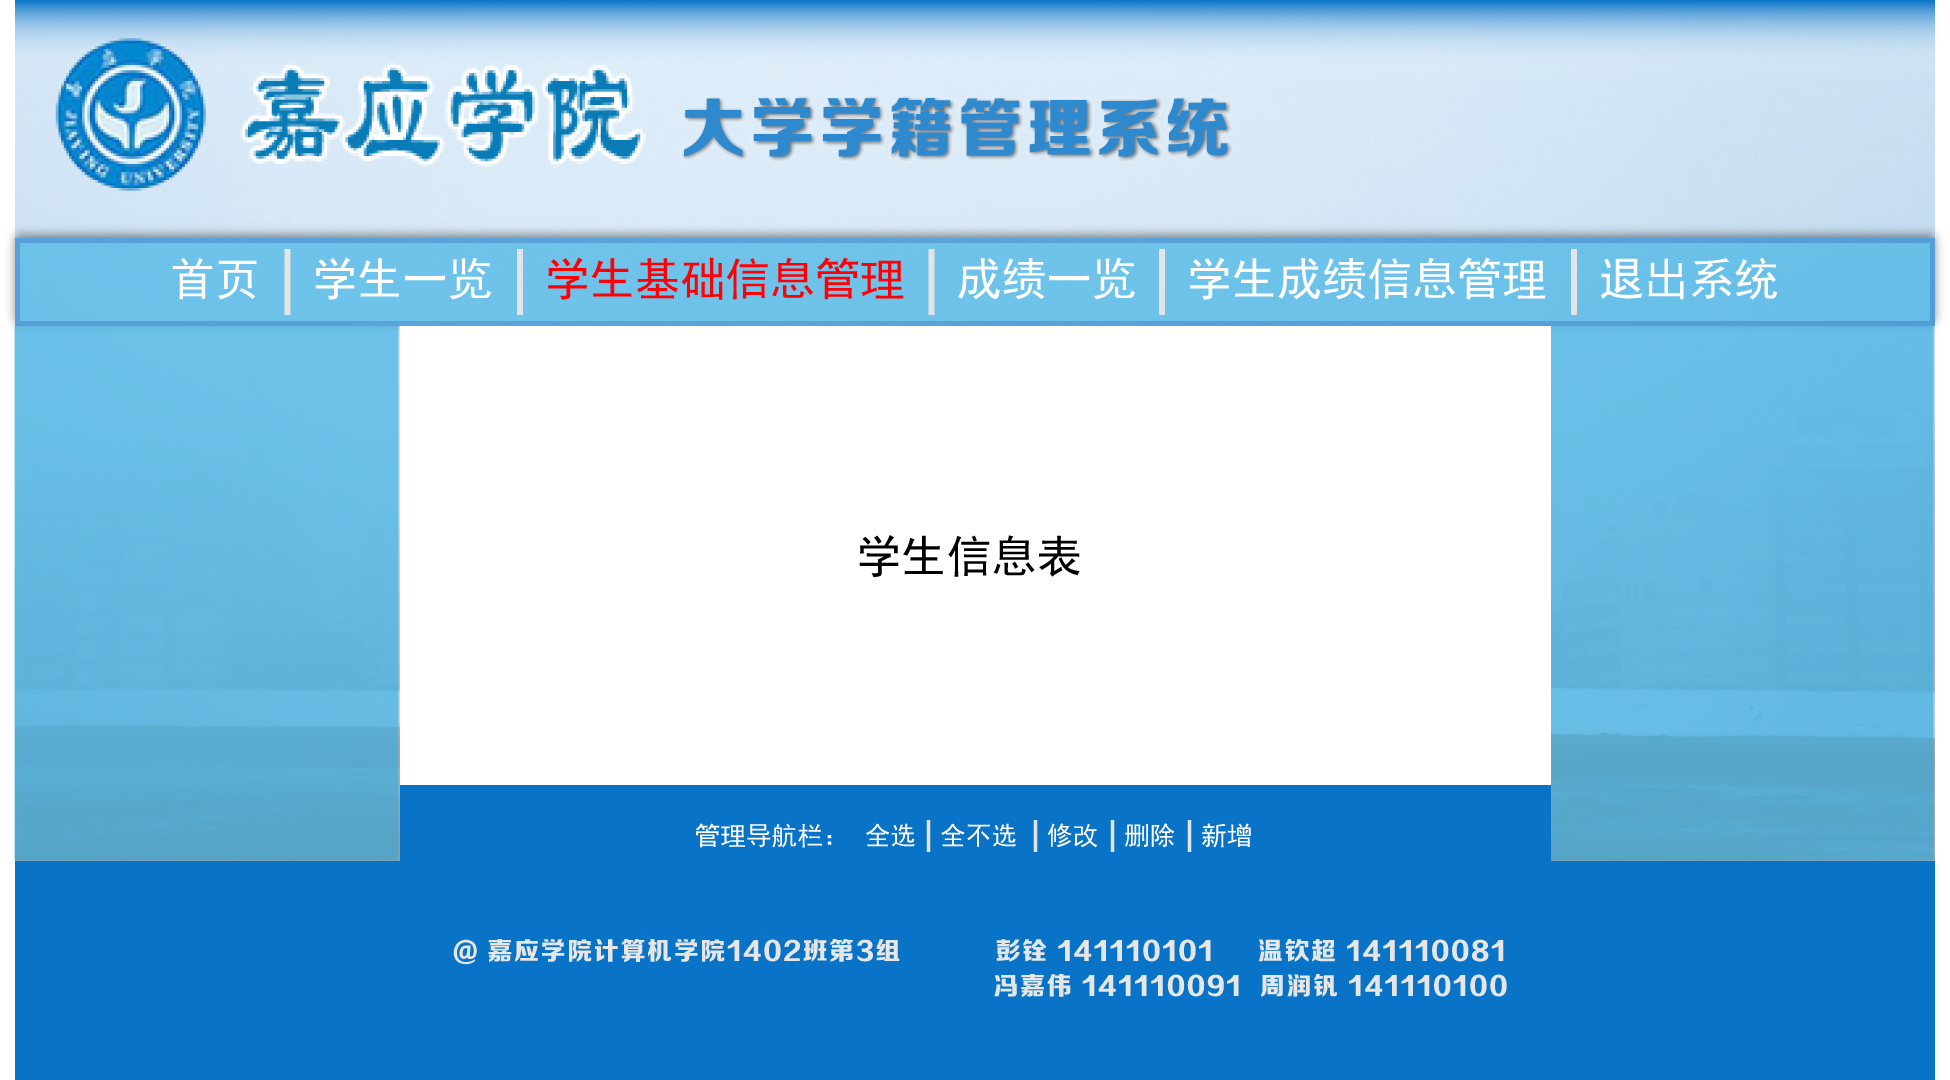 嘉应学院
JIAYING UNIVERSITY
嘉应学院 大学学籍管理系统
首页 学生一览 学生基础信息管理 成绩一览 学生成绩信息管理 退出系统
学生信息表
管理导航栏： 全选 全不选 修改 删除 新增
@ 嘉应学院计算机学院1402班第3组 彭铨 141110101 温钦超 141110081
冯嘉伟 141110091 周润钒 141110100